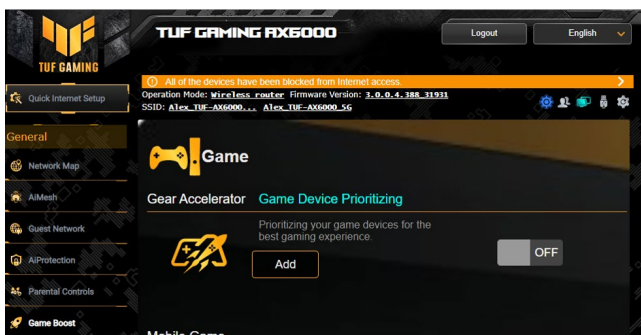 TUF GAMING AX6000
Logout
English
TUF GAMING
All of the devices have been blocked from Internet access.
Quick Internet Setup
Operation Mode: Wireless router Firmware Version: 3.0.0.4.388_31931
SSID: Alex_TUF-AX6000... Alex_TUF-AX6000_5G
General
Network Map
AiMesh
Guest Network
AiProtection
Parental Controls
Game Boost
Game
Gear Accelerator Game Device Prioritizing
Prioritizing your game devices for the
best gaming experience.
Add
OFF
Mobile Game